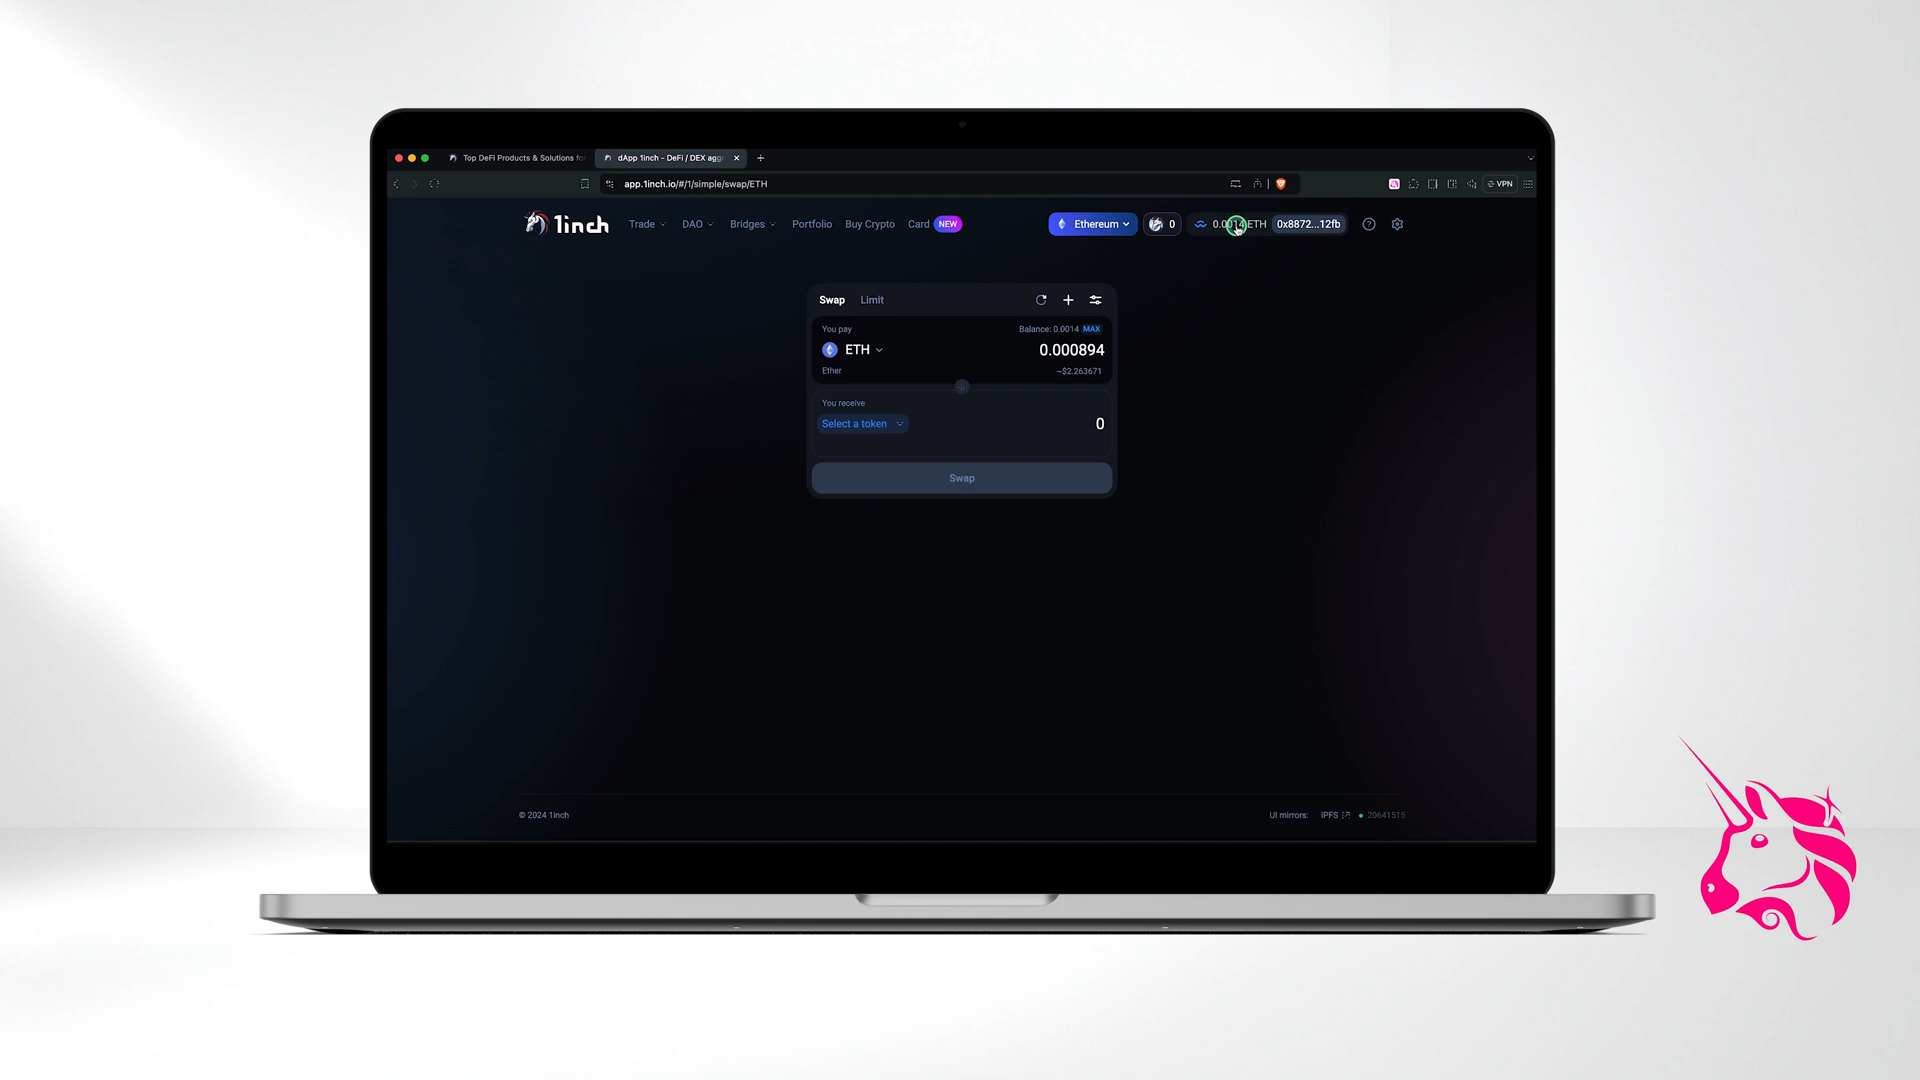 Top DeFi Products & Solutions fo
dApp 1inch - DeFi / DEX aggr
app.1inch.io/#/1/simple/swap/ETH
VPN
1inch
Trade
DAO
Bridges
Portfolio
Buy Crypto
Card NEW
Ethereum
0
0.0014 ETH
0x8872...12fb
Swap Limit
You pay
Balance: 0.0014 MAX
ETH
0.000894
Ether
~$2.263671
You receive
Select a token
0
Swap
© 2024 1inch
UI mirrors: IPFS
20641515